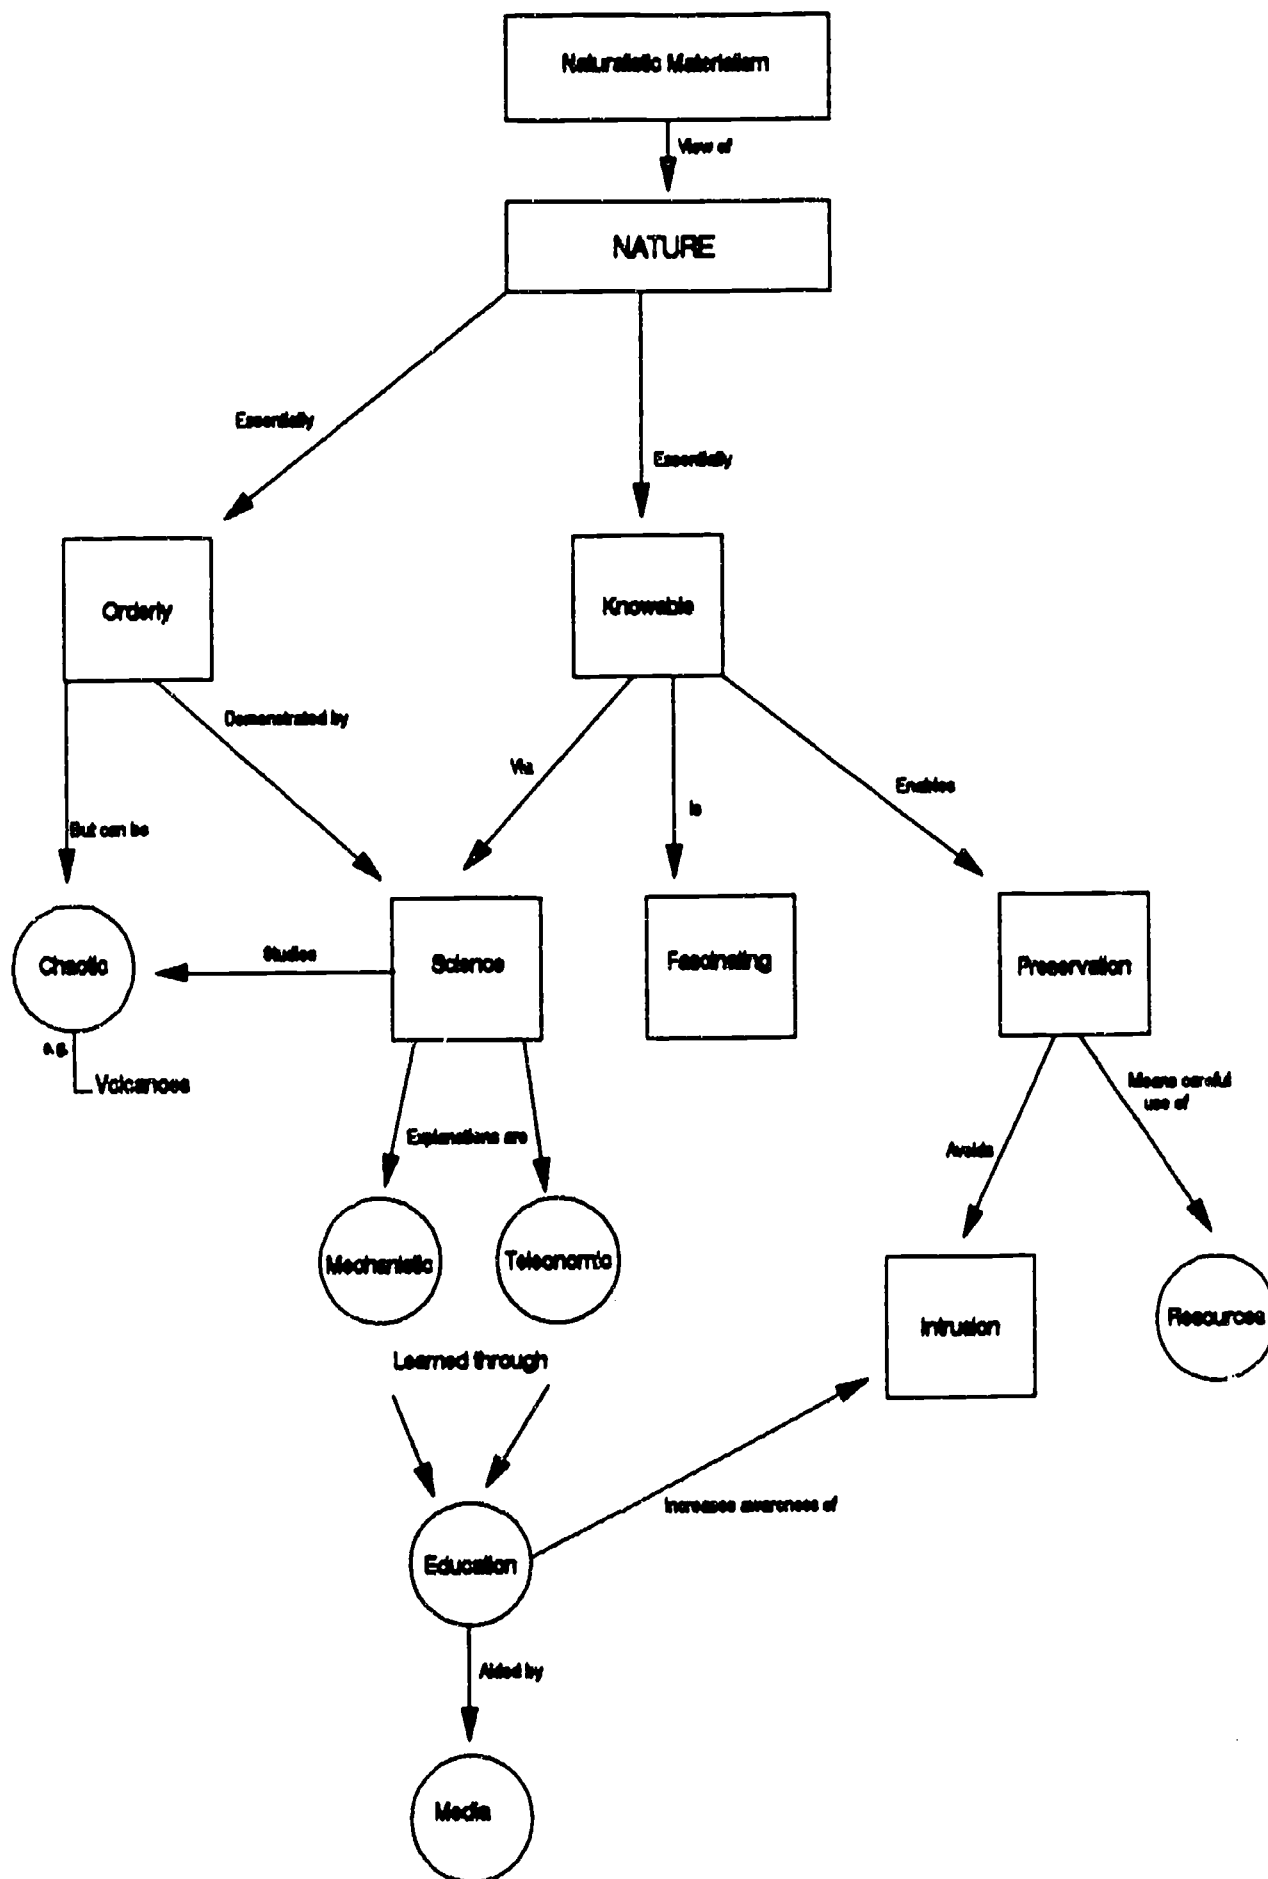 Naturalistic Materialism
View of
NATURE
Essentially
Essentially
Orderly
Knowable
Demonstrated by
Via
Is
Enables
But can be
Chaotic
Studies
Science
Fascinating
Preservation
e.g.
Volcanoes
Explanations are
Means careful
use of
Avoids
Mechanistic
Teleonomic
Intrusion
Resources
Learned through
Increases awareness of
Education
Aided by
Media